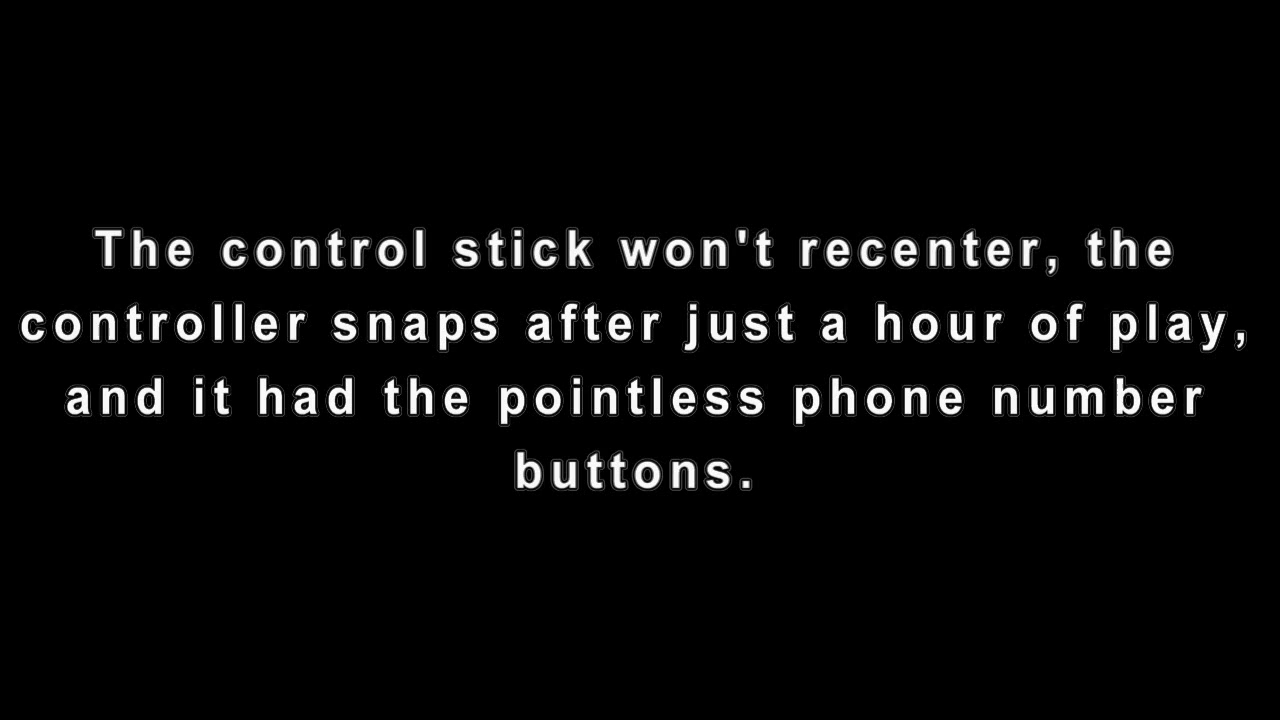 The control stick won't recenter, the
controller snaps after just a hour of play,
and it had the pointless phone number
buttons.